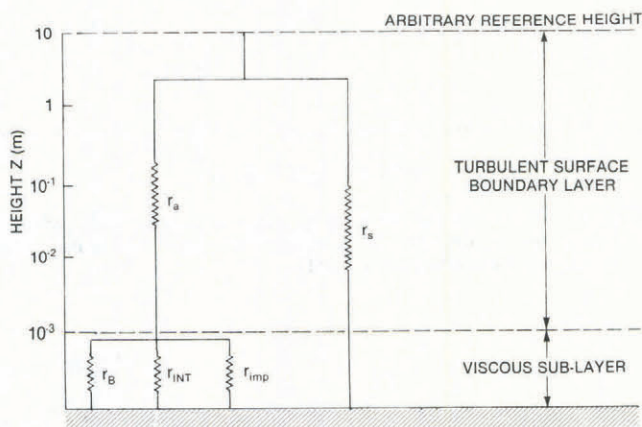 ARBITRARY REFERENCE HEIGHT
10
1
10⁻¹
10⁻²
10⁻³
HEIGHT Z (m)
r_a
r_s
TURBULENT SURFACE
BOUNDARY LAYER
r_B
r_INT
r_imp
VISCOUS SUB-LAYER